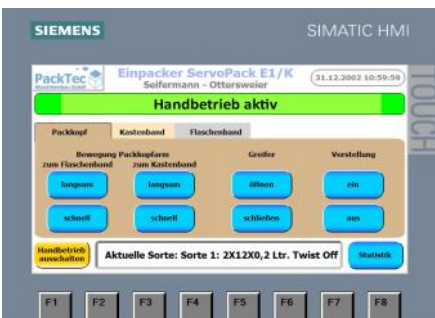 SIEMENS
SIMATIC HMI
TOUCH
PackTec
Einpacker ServoPack E1/K
Seifermann - Ottersweier
31.12.2002 10:59:59
Handbetrieb aktiv
Packkopf Kastenband Flaschenband
Bewegung Packkopfarm
zum Flaschenband zum Kastenband
Greifer
Verstellung
langsam langsam öffnen ein
schnell schnell schließen aus
Handbetrieb
ausschalten
Aktuelle Sorte: Sorte 1: 2X12X0,2 Ltr. Twist Off
Statistik
F1 F2 F3 F4 F5 F6 F7 F8